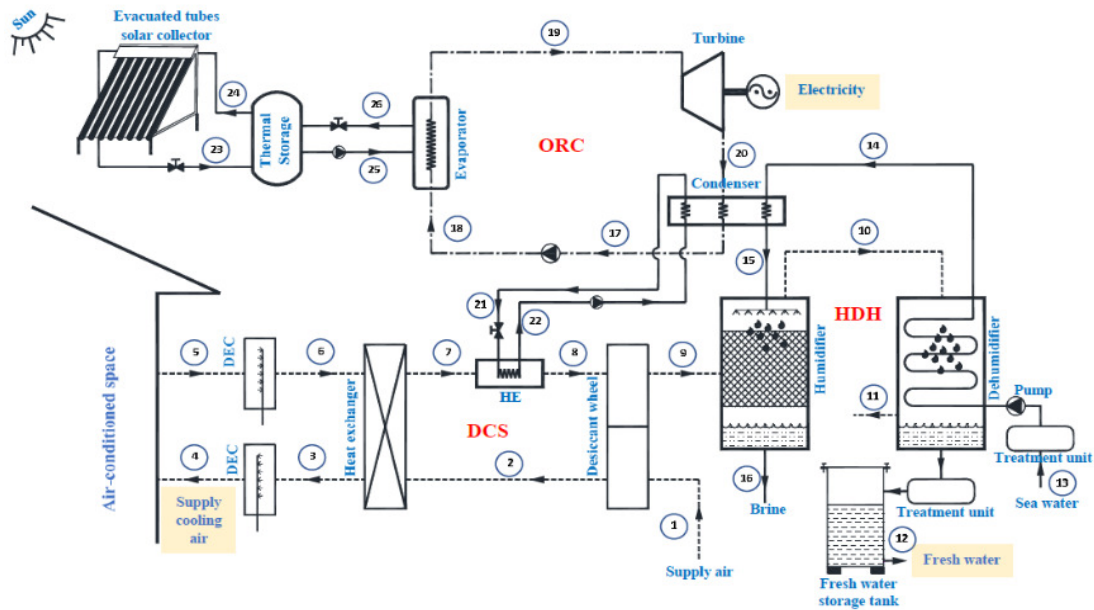 Sun
Evacuated tubes
solar collector
19
Turbine
24
26
Electricity
Thermal
Storage
Evaporator
ORC
23
25
20
14
Condenser
18
17
10
15
21
22
HDH
5
DEC
6
7
8
9
Humidifier
Dehumidifier
Air-conditioned space
HE
11
Pump
Heat exchanger
DCS
Desiccant wheel
4
DEC
3
2
Treatment unit
Supply
cooling
air
16
13
Brine
Treatment unit
Sea water
1
12
Supply air
Fresh water
Fresh water
storage tank